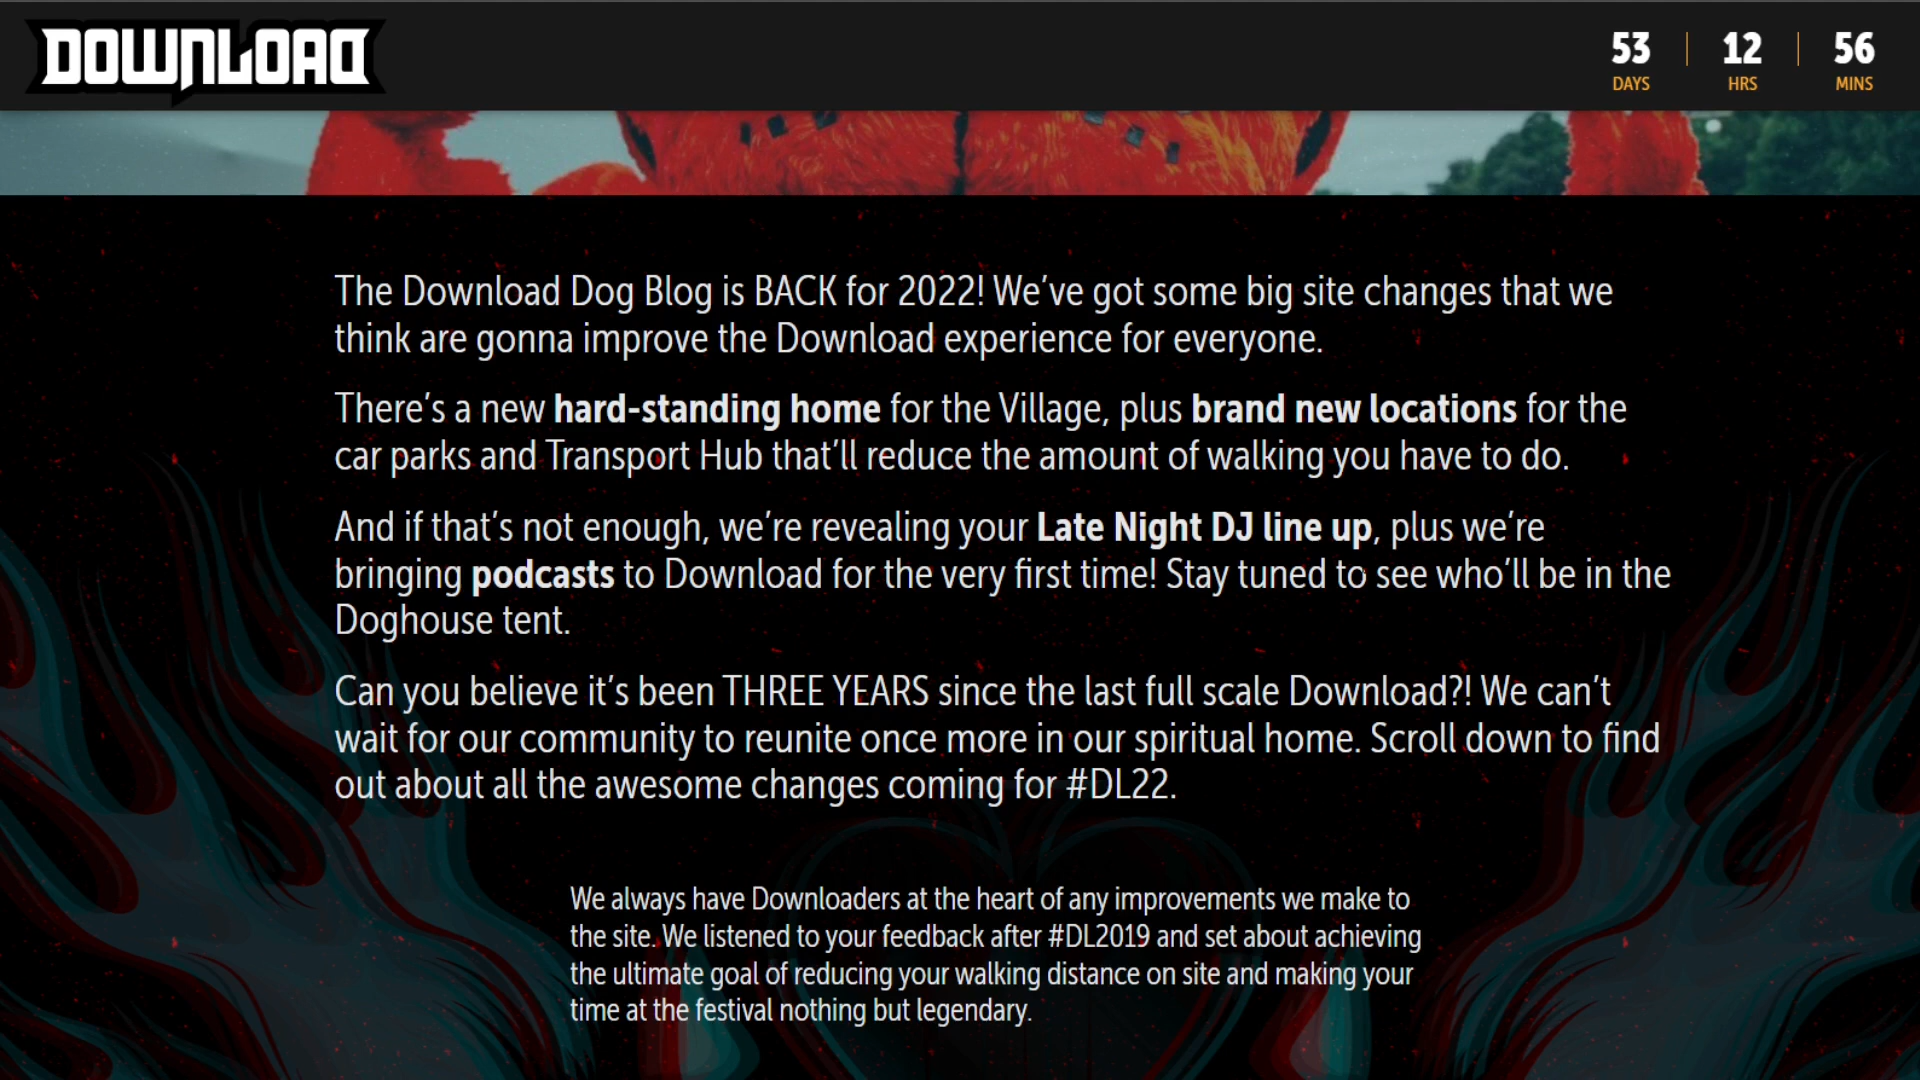 DOWNLOAD
53 12 56
DAYS HRS MINS
The Download Dog Blog is BACK for 2022! We’ve got some big site changes that we
think are gonna improve the Download experience for everyone.
There’s a new hard-standing home for the Village, plus brand new locations for the
car parks and Transport Hub that’ll reduce the amount of walking you have to do.
And if that’s not enough, we’re revealing your Late Night DJ line up, plus we’re
bringing podcasts to Download for the very first time! Stay tuned to see who’ll be in the
Doghouse tent.
Can you believe it’s been THREE YEARS since the last full scale Download?! We can’t
wait for our community to reunite once more in our spiritual home. Scroll down to find
out about all the awesome changes coming for #DL22.
We always have Downloaders at the heart of any improvements we make to
the site. We listened to your feedback after #DL2019 and set about achieving
the ultimate goal of reducing your walking distance on site and making your
time at the festival nothing but legendary.